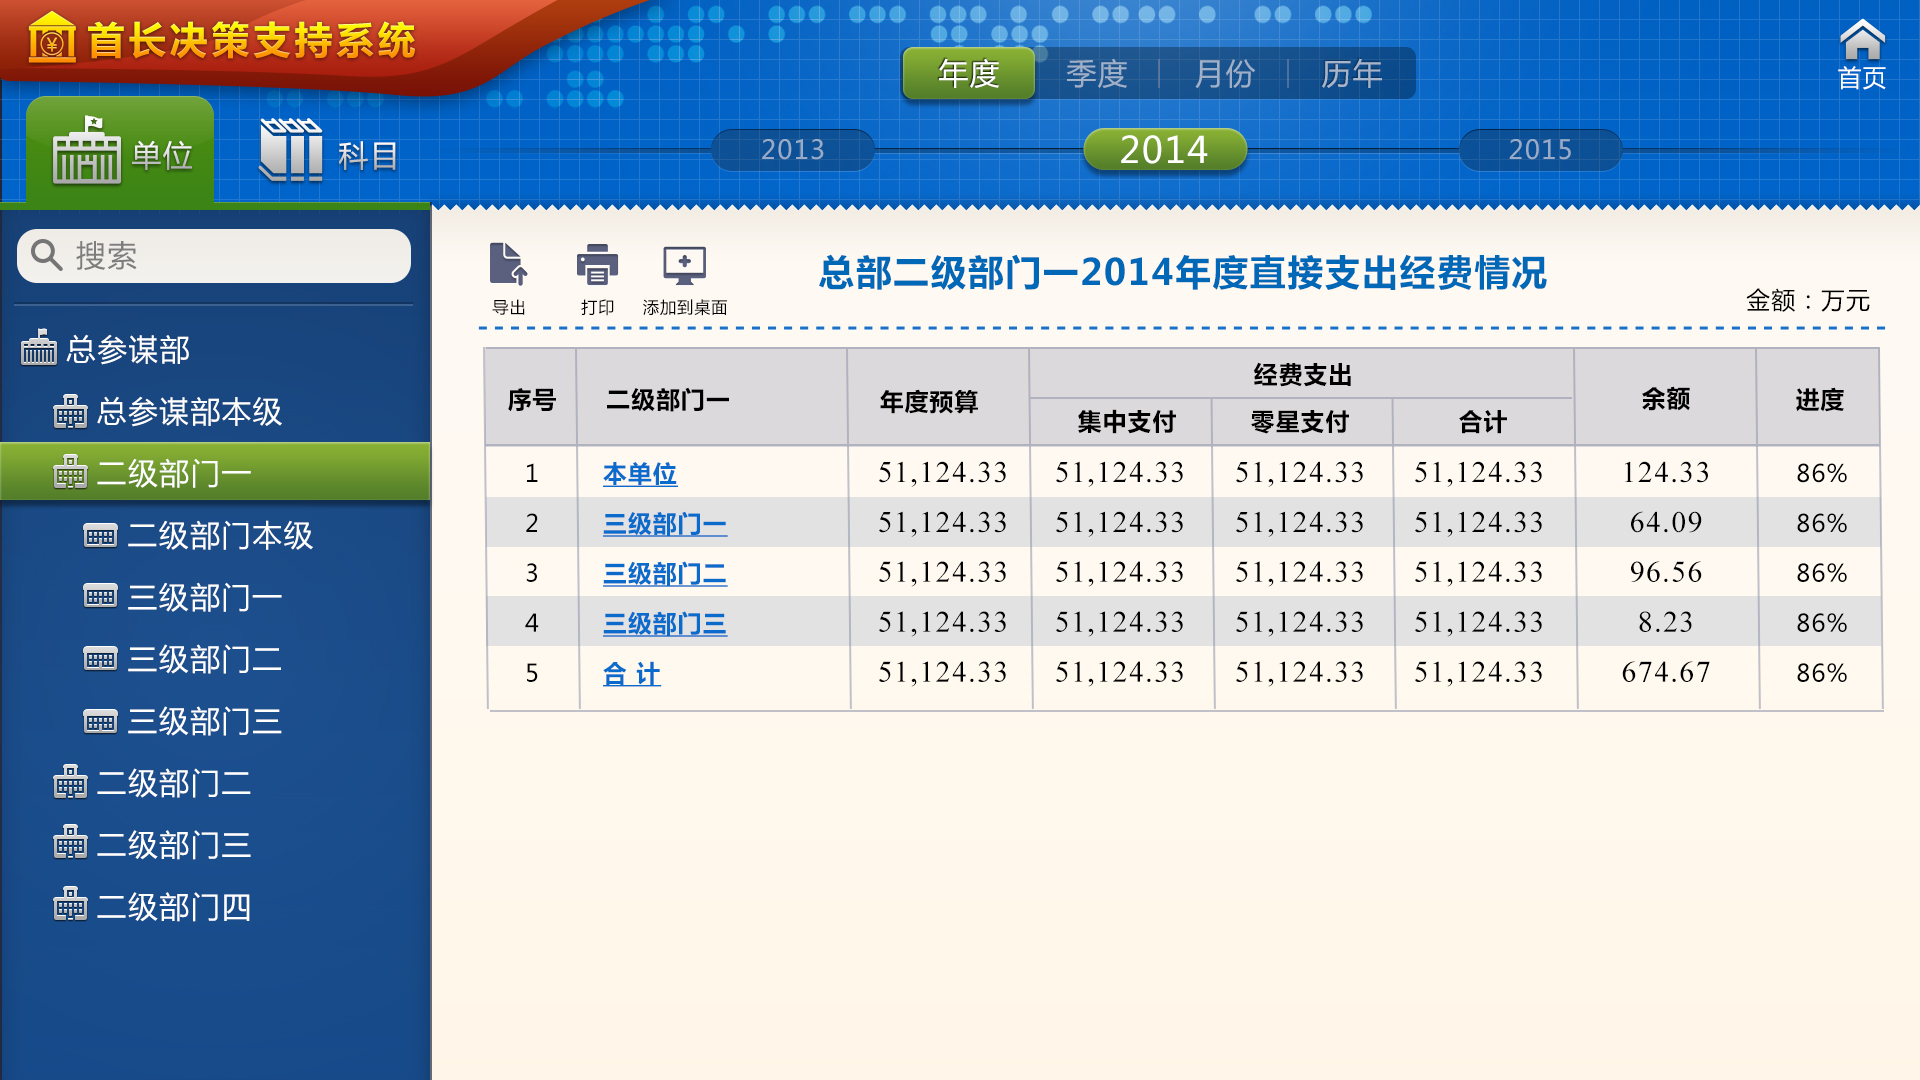 首长决策支持系统
年度 季度 月份 历年
首页
单位 科目
2013 2014 2015
搜索
导出 打印 添加到桌面
总部二级部门一2014年度直接支出经费情况
金额：万元
总参谋部
总参谋部本级
二级部门一
二级部门本级
三级部门一
三级部门二
三级部门三
二级部门二
二级部门三
二级部门四
序号 二级部门一 年度预算 经费支出 余额 进度
集中支付 零星支付 合计
1 本单位 51,124.33 51,124.33 51,124.33 51,124.33 124.33 86%
2 三级部门一 51,124.33 51,124.33 51,124.33 51,124.33 64.09 86%
3 三级部门二 51,124.33 51,124.33 51,124.33 51,124.33 96.56 86%
4 三级部门三 51,124.33 51,124.33 51,124.33 51,124.33 8.23 86%
5 合 计 51,124.33 51,124.33 51,124.33 51,124.33 674.67 86%